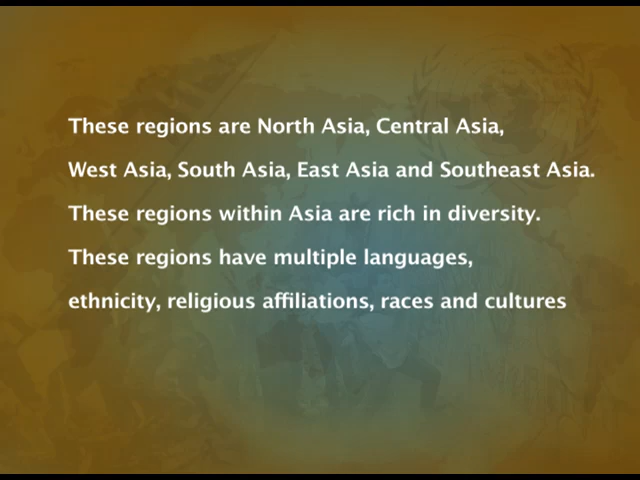 These regions are North Asia, Central Asia,
West Asia, South Asia, East Asia and Southeast Asia.
These regions within Asia are rich in diversity.
These regions have multiple languages,
ethnicity, religious affiliations, races and cultures